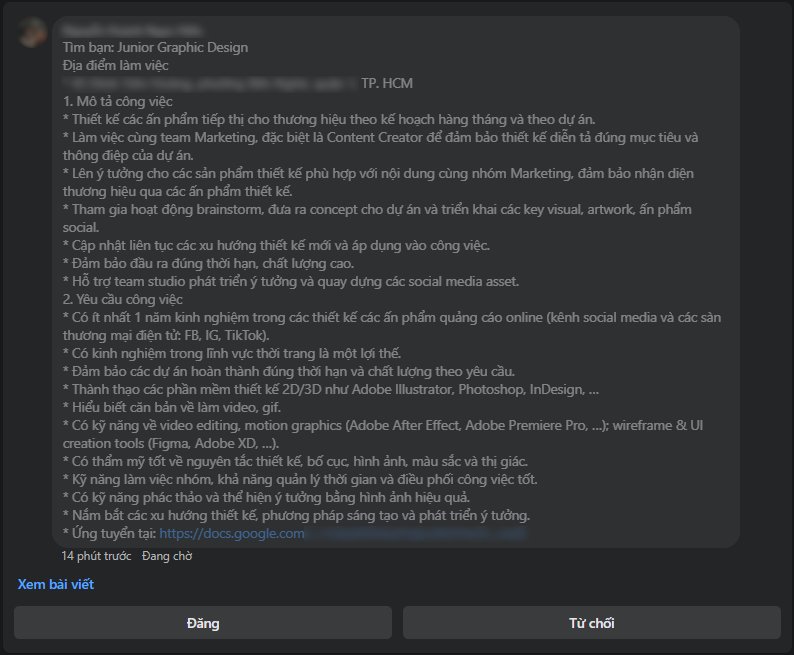 Tìm bạn: Junior Graphic Design
Địa điểm làm việc
TP. HCM
1. Mô tả công việc
* Thiết kế các ấn phẩm tiếp thị cho thương hiệu theo kế hoạch hàng tháng và theo dự án.
* Làm việc cùng team Marketing, đặc biệt là Content Creator để đảm bảo thiết kế diễn tả đúng mục tiêu và
thông điệp của dự án.
* Lên ý tưởng cho các sản phẩm thiết kế phù hợp với nội dung cùng nhóm Marketing, đảm bảo nhận diện
thương hiệu qua các ấn phẩm thiết kế.
* Tham gia hoạt động brainstorm, đưa ra concept cho dự án và triển khai các key visual, artwork, ấn phẩm
social.
* Cập nhật liên tục các xu hướng thiết kế mới và áp dụng vào công việc.
* Đảm bảo đầu ra đúng thời hạn, chất lượng cao.
* Hỗ trợ team studio phát triển ý tưởng và quay dựng các social media asset.
2. Yêu cầu công việc
* Có ít nhất 1 năm kinh nghiệm trong các thiết kế các ấn phẩm quảng cáo online (kênh social media và các sàn
thương mại điện tử: FB, IG, TikTok).
* Có kinh nghiệm trong lĩnh vực thời trang là một lợi thế.
* Đảm bảo các dự án hoàn thành đúng thời hạn và chất lượng theo yêu cầu.
* Thành thạo các phần mềm thiết kế 2D/3D như Adobe Illustrator, Photoshop, InDesign, ...
* Hiểu biết căn bản về làm video, gif.
* Có kỹ năng về video editing, motion graphics (Adobe After Effect, Adobe Premiere Pro, ...); wireframe & UI
creation tools (Figma, Adobe XD, ...).
* Có thẩm mỹ tốt về nguyên tắc thiết kế, bố cục, hình ảnh, màu sắc và thị giác.
* Kỹ năng làm việc nhóm, khả năng quản lý thời gian và điều phối công việc tốt.
* Có kỹ năng phác thảo và thể hiện ý tưởng bằng hình ảnh hiệu quả.
* Nắm bắt các xu hướng thiết kế, phương pháp sáng tạo và phát triển ý tưởng.
* Ứng tuyển tại: https://docs.google.com
14 phút trước Đang chờ
Xem bài viết
Đăng
Từ chối